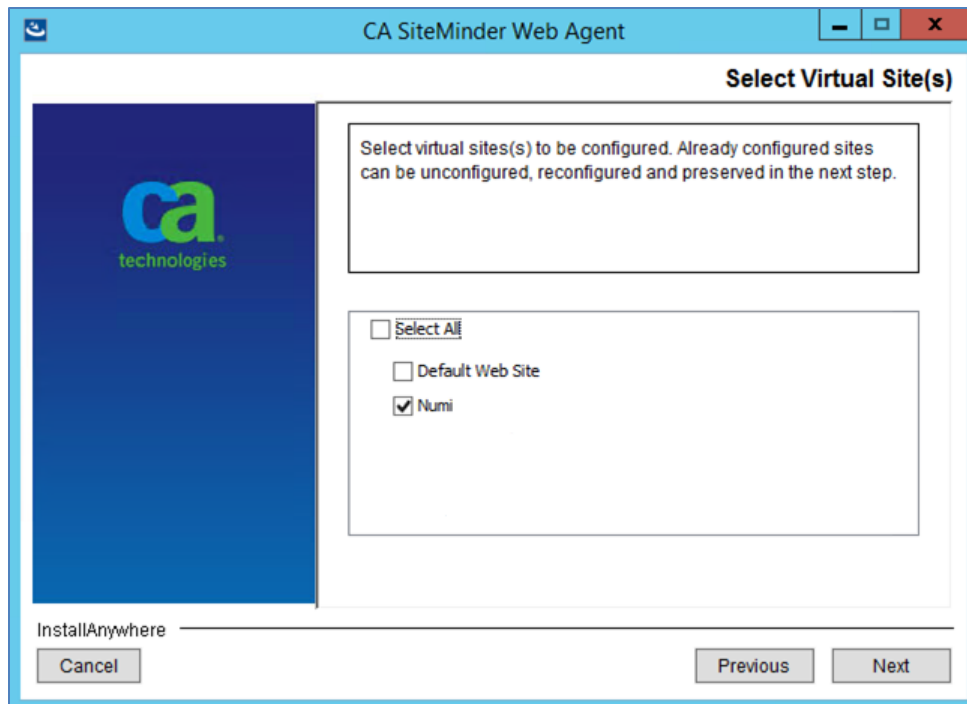 CA SiteMinder Web Agent
Select Virtual Site(s)
ca
technologies
Select virtual sites(s) to be configured. Already configured sites
can be unconfigured, reconfigured and preserved in the next step.
Select All
Default Web Site
Numi
InstallAnywhere
Cancel
Previous
Next